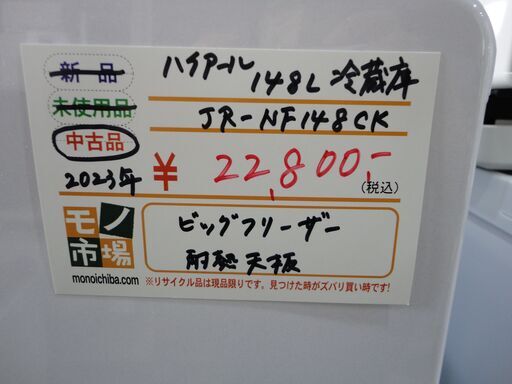 新品
ハイアール 148L 冷蔵庫
未使用品
JR-NF148CK
中古品
2023年 ¥22,800-
(税込)
モノ市場
ビッグフリーザー
耐熱天板
monoichiba.com
※リサイクル品は現品限りです。見つけた時がズバリ買い時です!